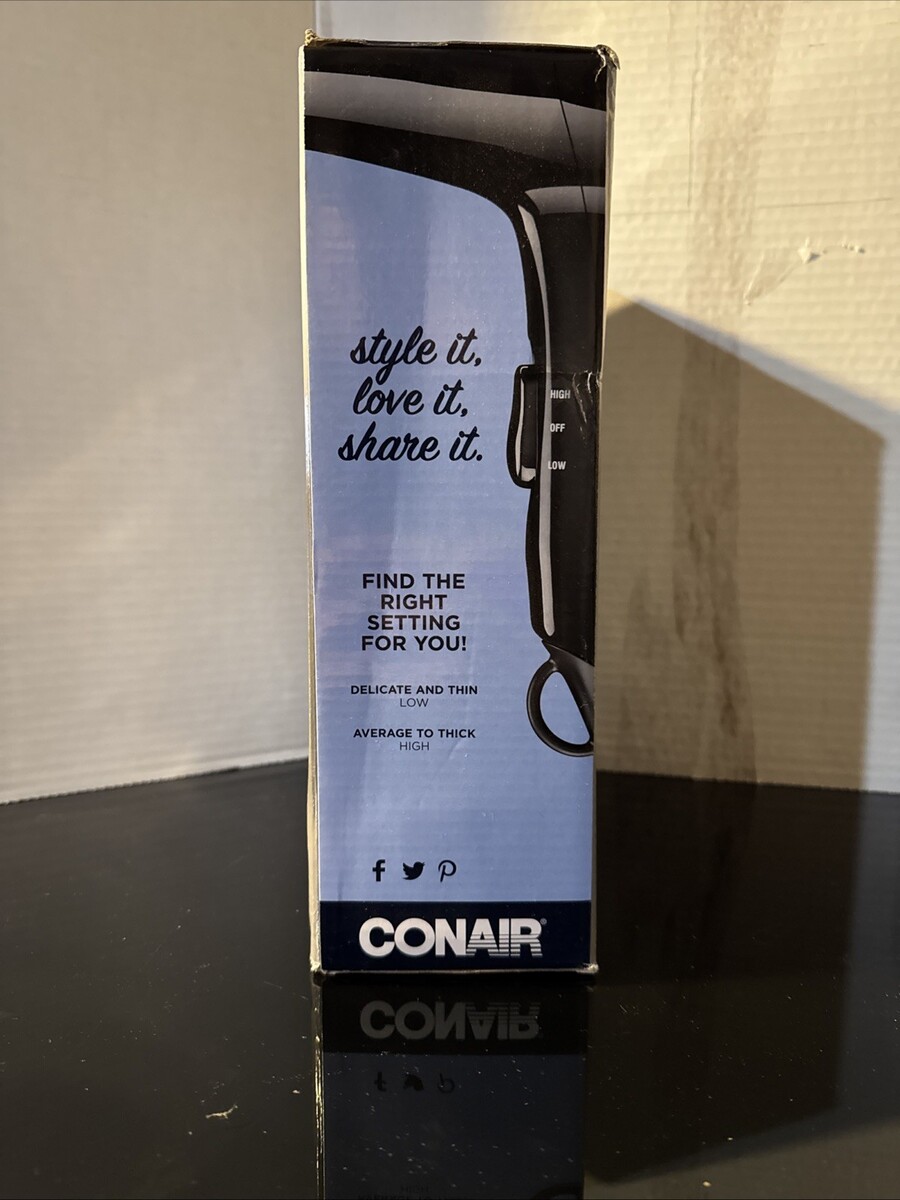 style it,
love it,
share it.
HIGH
OFF
LOW
FIND THE
RIGHT
SETTING
FOR YOU!
DELICATE AND THIN
LOW
AVERAGE TO THICK
HIGH
CONAIR®